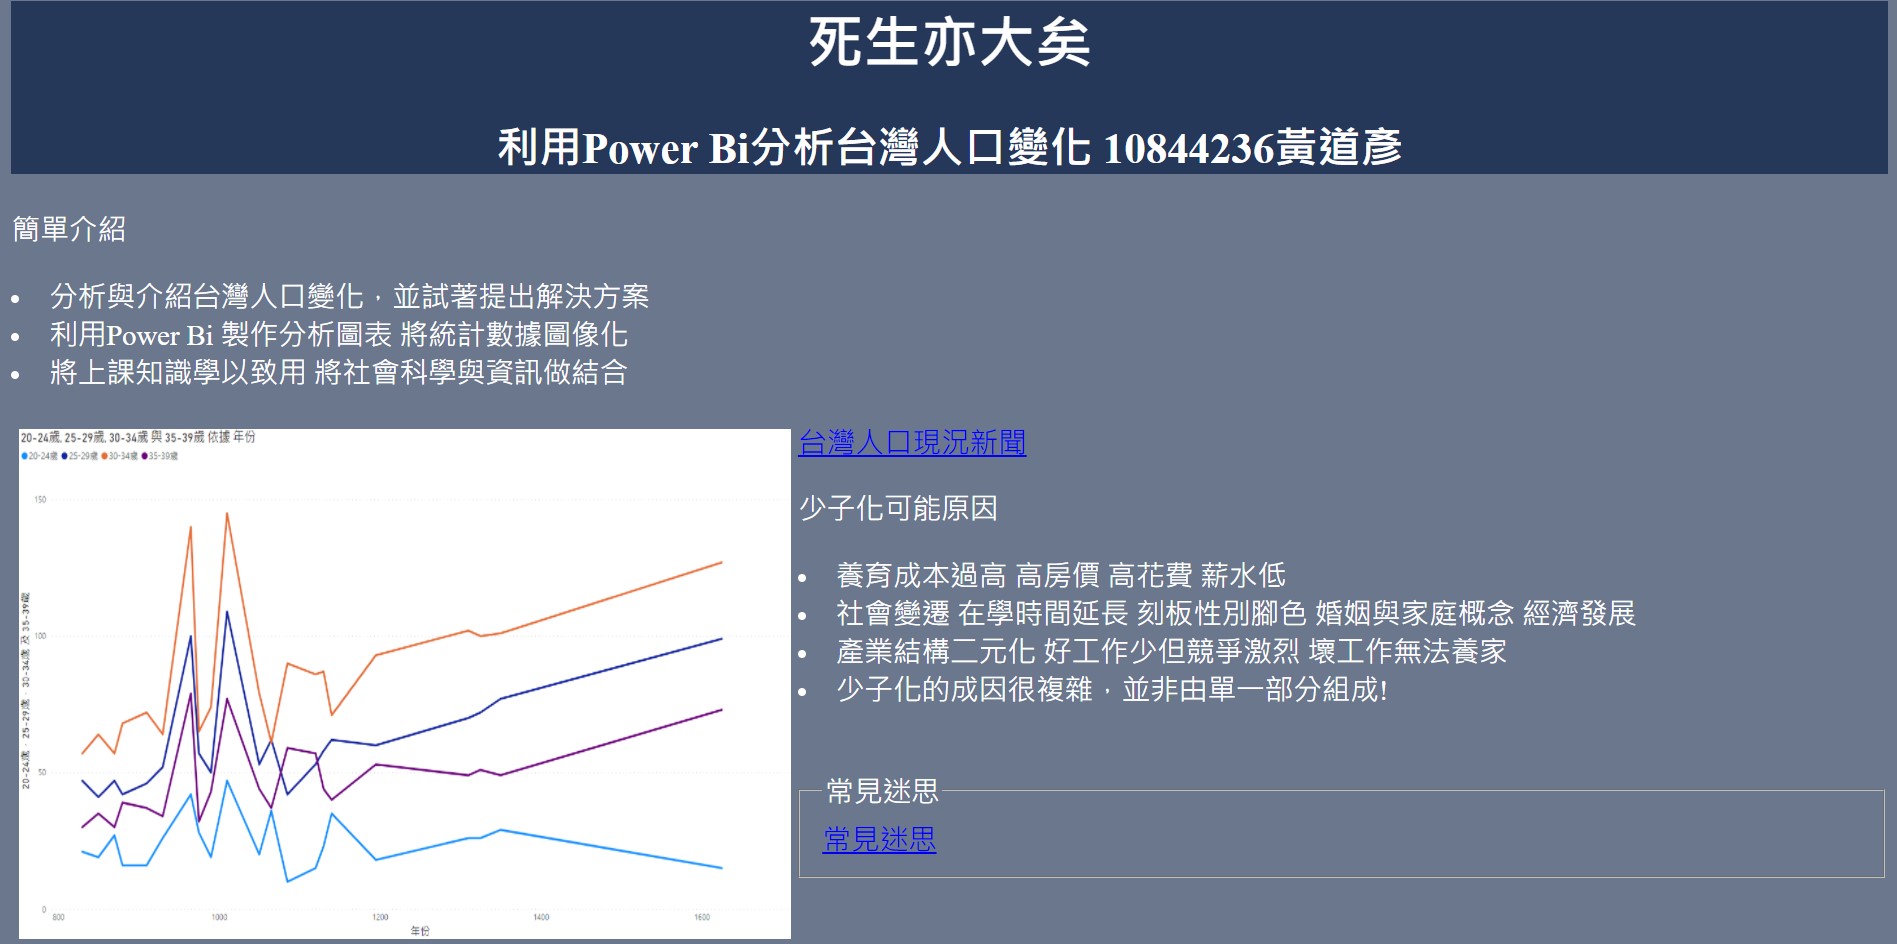 死生亦大矣
利用Power Bi分析台灣人口變化 10844236黃道彥
簡單介紹
分析與介紹台灣人口變化，並試著提出解決方案
利用Power Bi 製作分析圖表 將統計數據圖像化
將上課知識學以致用 將社會科學與資訊做結合
20-24歲, 25-29歲, 30-34歲 與 35-39歲 依據 年份
20-24歲 25-29歲 30-34歲 35-39歲
150
100
50
0
20-24歲 · 25-29歲 · 30-34歲 及 35-39歲
800 1000 1200 1400 1600
年份
台灣人口現況新聞
少子化可能原因
養育成本過高 高房價 高花費 薪水低
社會變遷 在學時間延長 刻板性別腳色 婚姻與家庭概念 經濟發展
產業結構二元化 好工作少但競爭激烈 壞工作無法養家
少子化的成因很複雜，並非由單一部分組成!
常見迷思
常見迷思